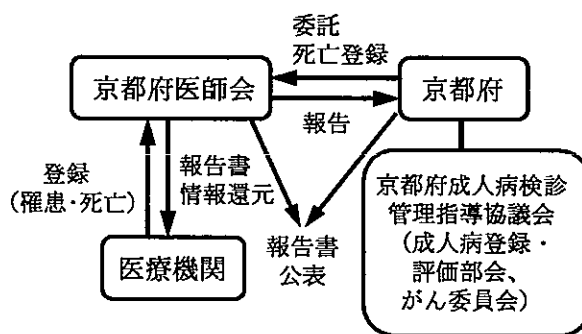 委託
死亡登録
京都府医師会
京都府
報告
登録
(罹患・死亡)
報告書
情報還元
医療機関
報告書
公表
京都府成人病検診
管理指導協議会
(成人病登録・
評価部会、
がん委員会)